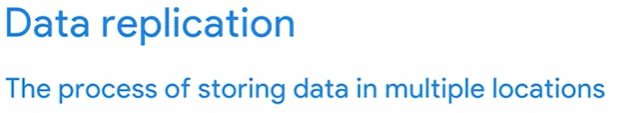 Data replication
The process of storing data in multiple locations